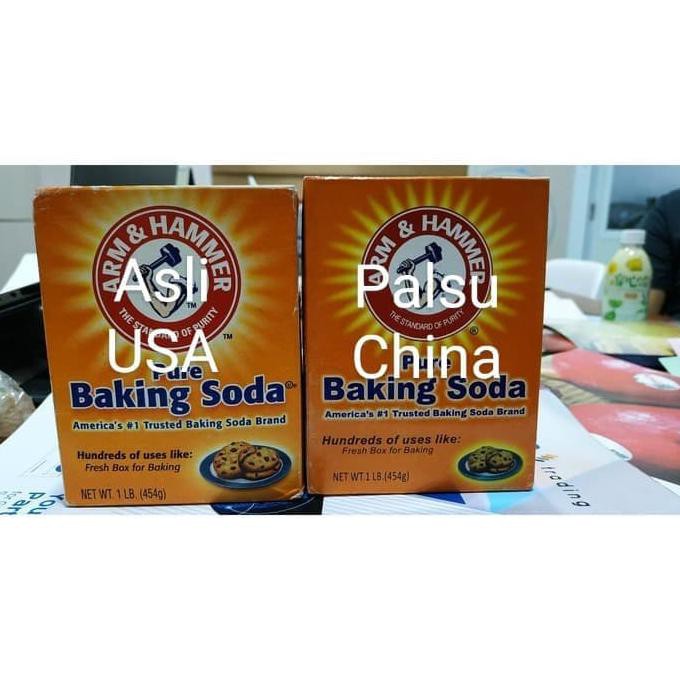 ARM & HAMMER
THE STANDARD OF PURITY
TM
TM
Asli
USA
Pure
Baking Soda®
America's #1 Trusted Baking Soda Brand
Hundreds of uses like:
Fresh Box for Baking
NET WT. 1 LB. (454g)
ARM & HAMMER
THE STANDARD OF PURITY
®
Palsu
China
Pure
Baking Soda
America's #1 Trusted Baking Soda Brand
Hundreds of uses like:
Fresh Box for Baking
NET WT. 1 LB. (454g)
trading